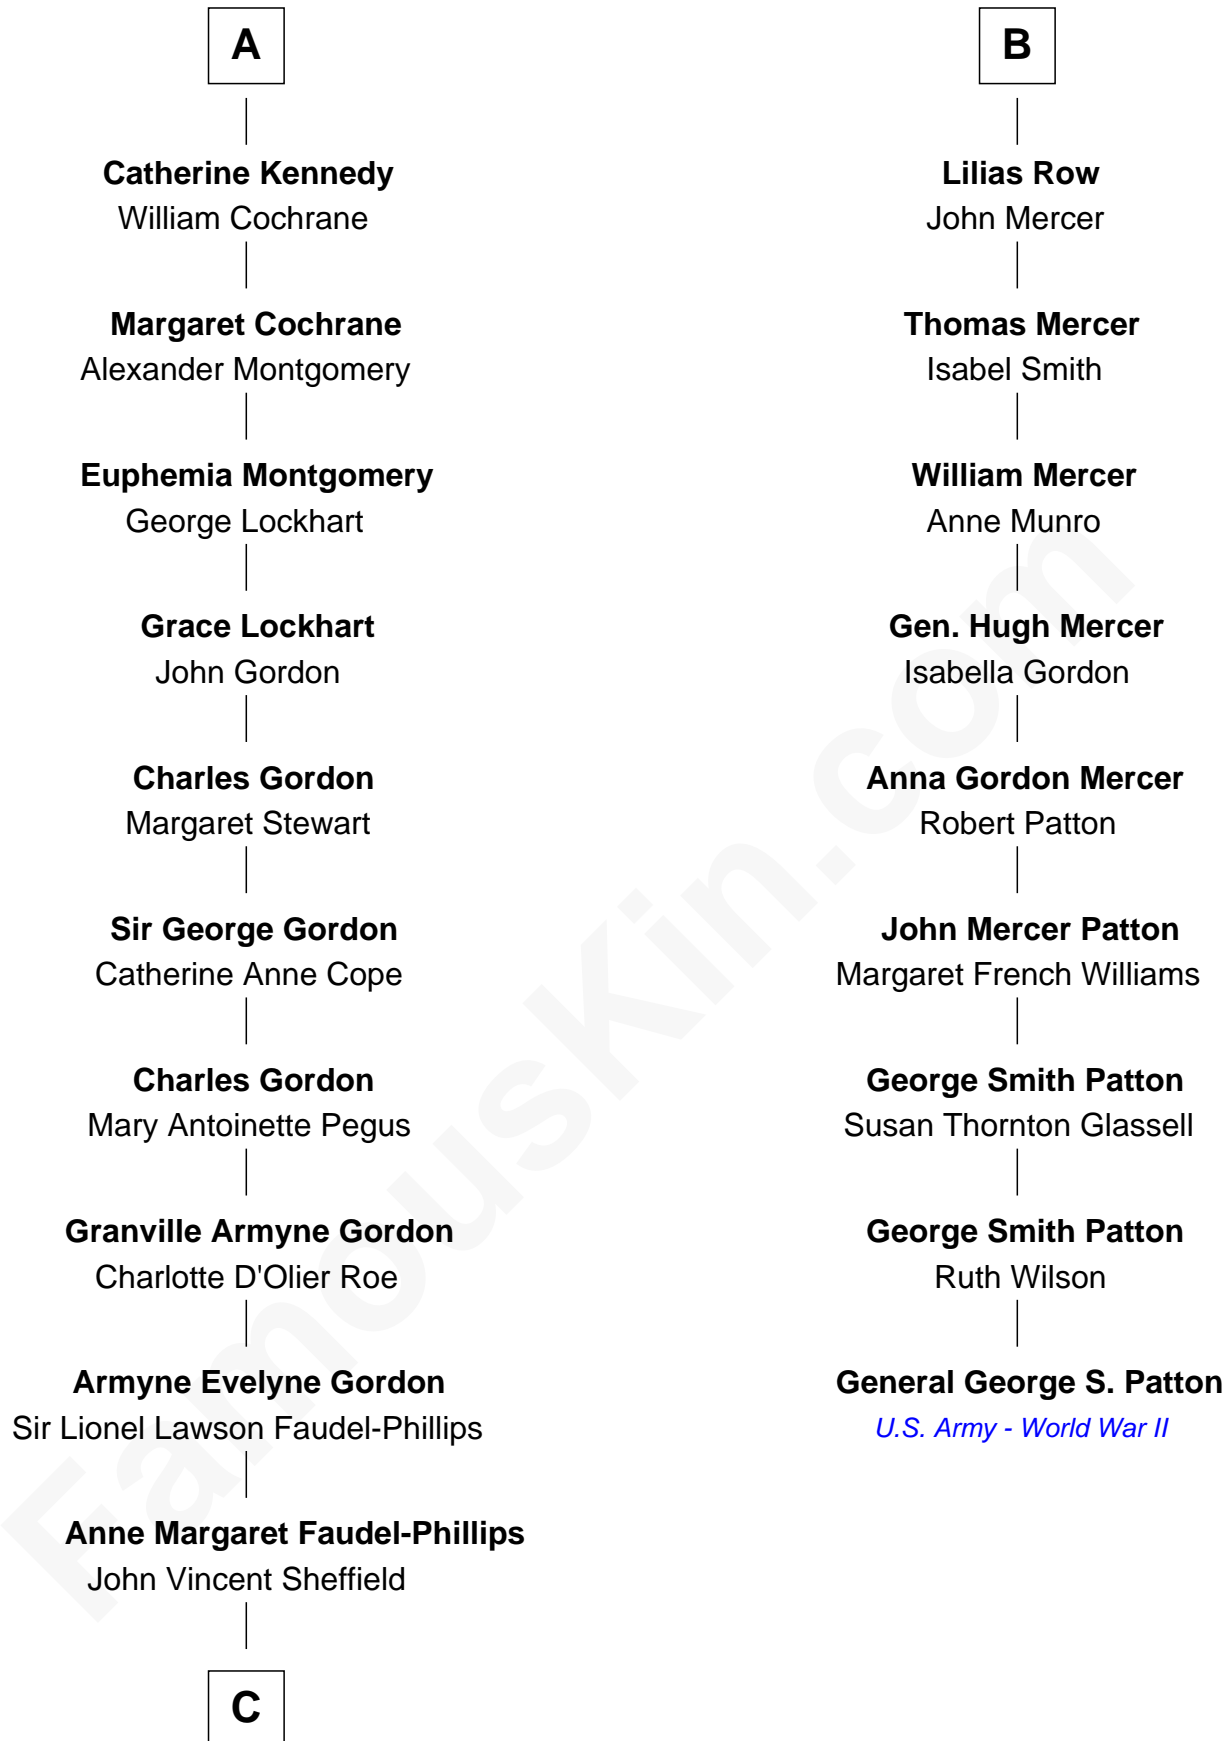 A
Catherine Kennedy
William Cochrane
Margaret Cochrane
Alexander Montgomery
Euphemia Montgomery
George Lockhart
Grace Lockhart
John Gordon
Charles Gordon
Margaret Stewart
Sir George Gordon
Catherine Anne Cope
Charles Gordon
Mary Antoinette Pegus
Granville Armyne Gordon
Charlotte D'Olier Roe
Armyne Evelyne Gordon
Sir Lionel Lawson Faudel-Phillips
Anne Margaret Faudel-Phillips
John Vincent Sheffield
C
B
Lilias Row
John Mercer
Thomas Mercer
Isabel Smith
William Mercer
Anne Munro
Gen. Hugh Mercer
Isabella Gordon
Anna Gordon Mercer
Robert Patton
John Mercer Patton
Margaret French Williams
George Smith Patton
Susan Thornton Glassell
George Smith Patton
Ruth Wilson
General George S. Patton
U.S. Army - World War II
FamousKin.com